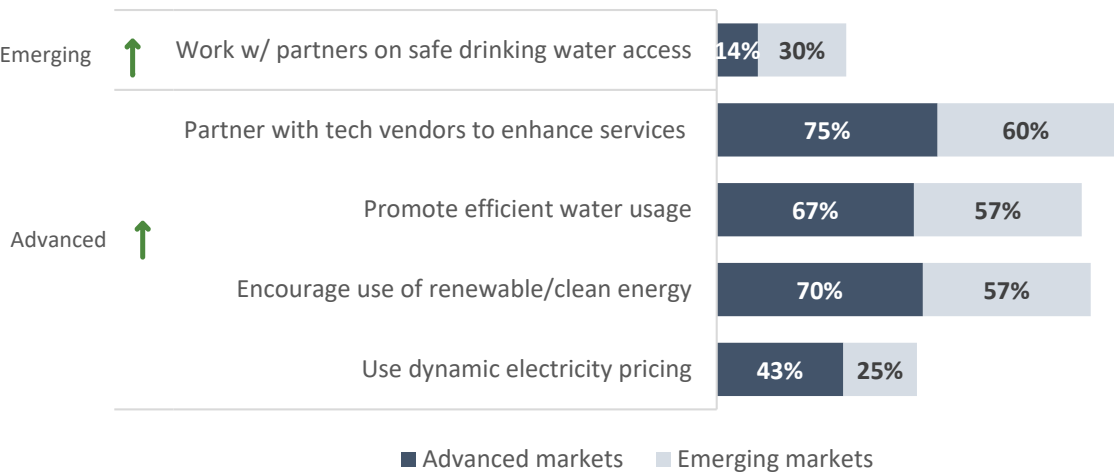 Emerging
Work w/ partners on safe drinking water access
14% 30%
Partner with tech vendors to enhance services
75% 60%
Promote efficient water usage
67% 57%
Advanced
Encourage use of renewable/clean energy
70% 57%
Use dynamic electricity pricing
43% 25%
Advanced markets Emerging markets